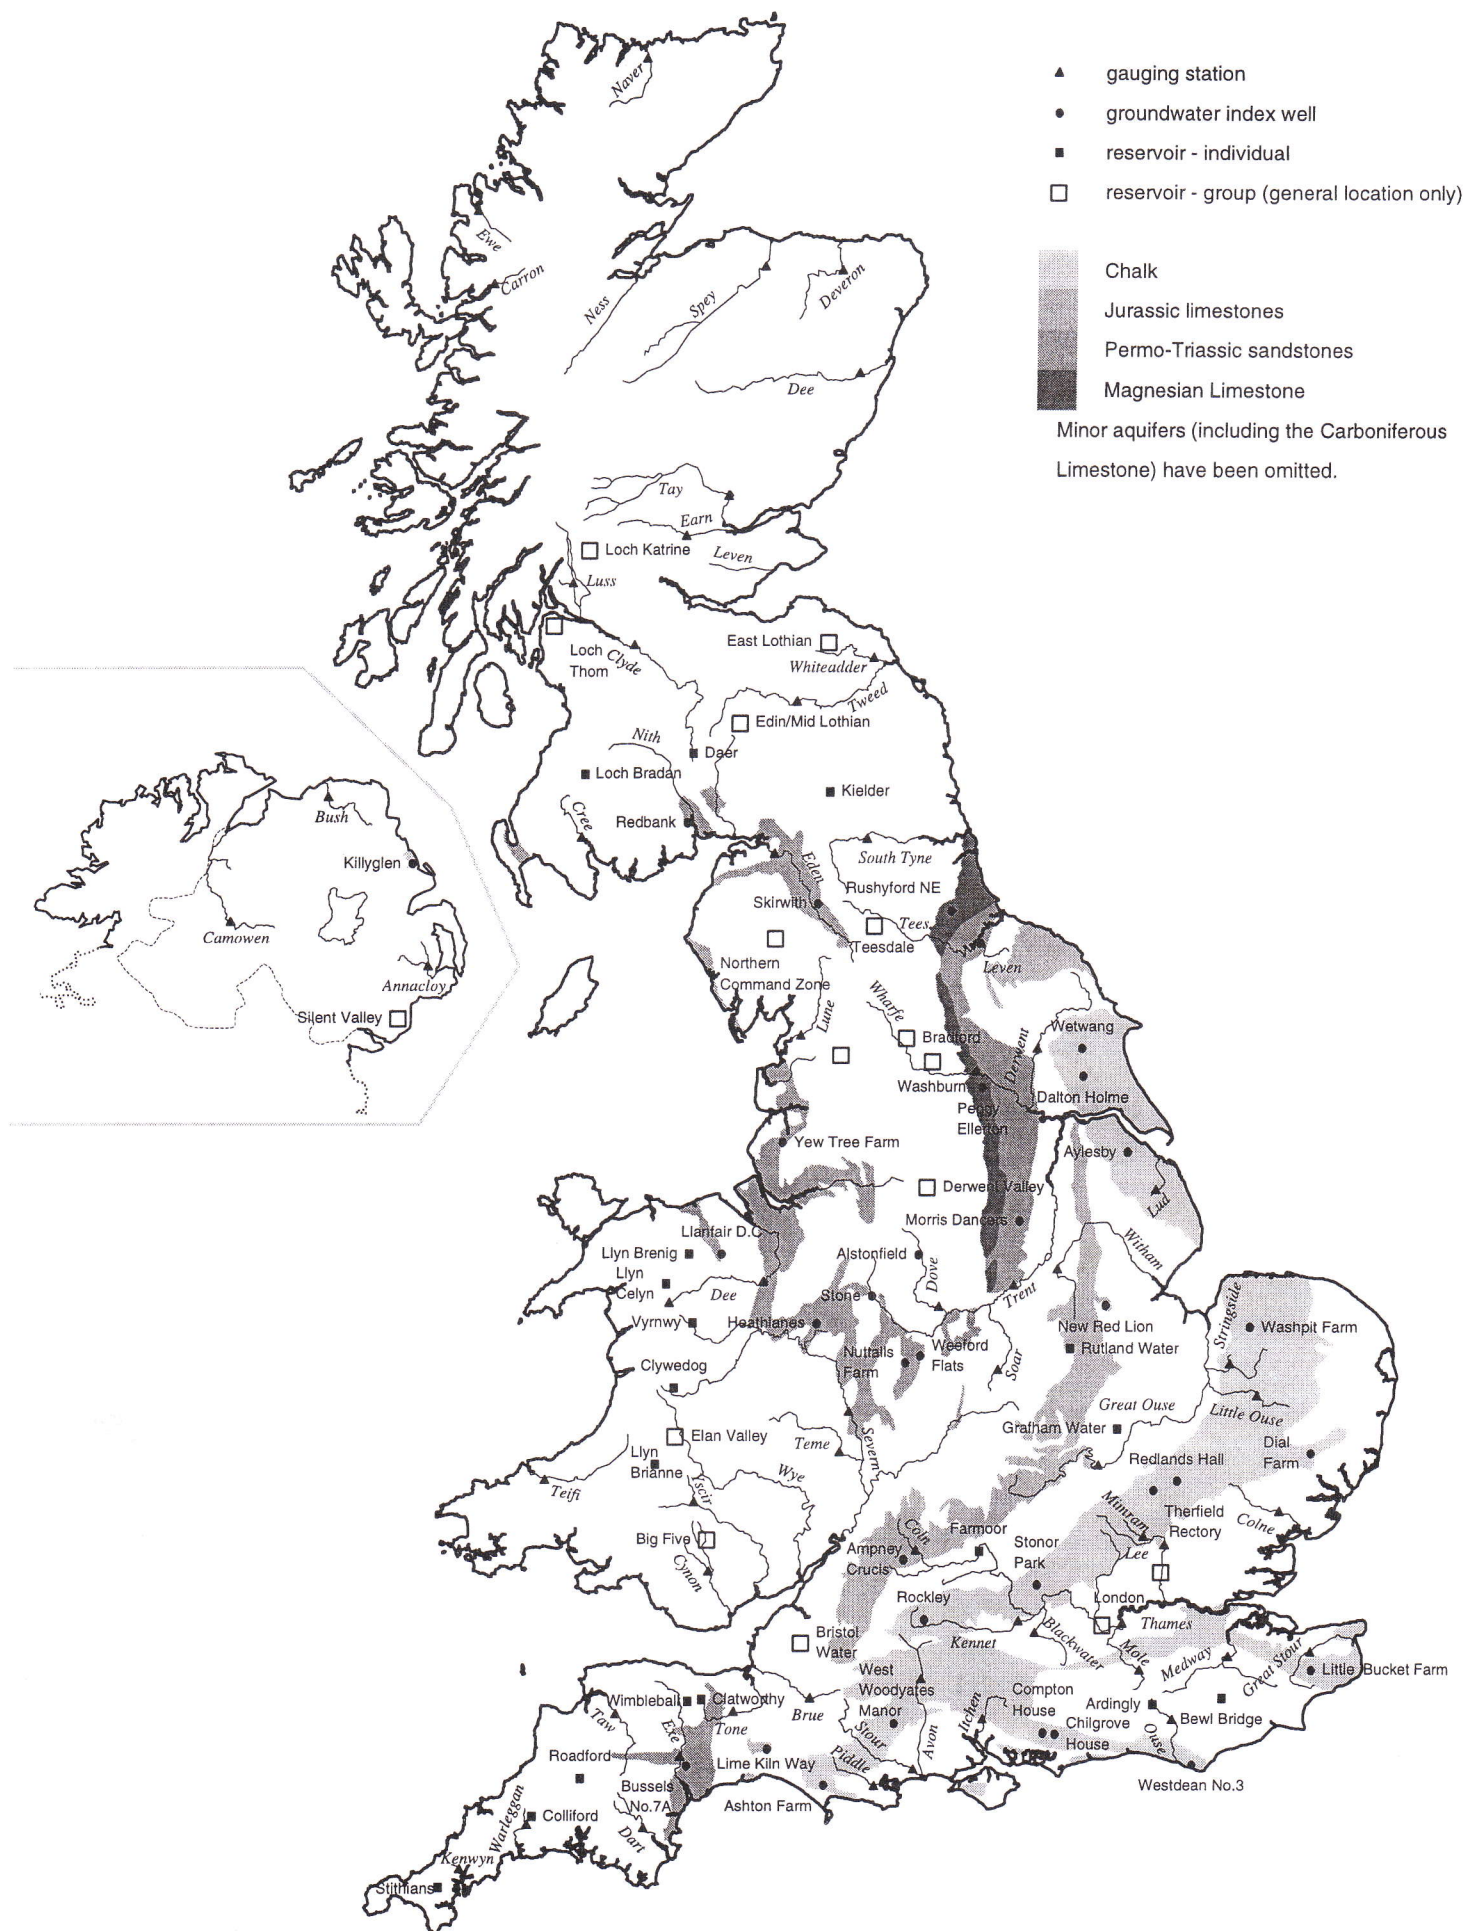 gauging station
groundwater index well
reservoir - individual
reservoir - group (general location only)
Chalk
Jurassic limestones
Permo-Triassic sandstones
Magnesian Limestone
Minor aquifers (including the Carboniferous
Limestone) have been omitted.
Naver
Ewe
Carron
Ness
Spey
Deveron
Dee
Tay
Earn
Loch Katrine
Leven
Luss
East Lothian
Loch
Thom
Clyde
Whiteadder
Tweed
Edin/Mid Lothian
Nith
Daer
Loch Bradan
Kielder
Bush
Cree
Redbank
Killyglen
South Tyne
Eden
Rushyford NE
Skirwith
Tees
Camowen
Teesdale
Northern
Command Zone
Leven
Annacloy
Silent Valley
Wharfe
Lune
Wetwang
Bradford
Derwent
Washburn
Dalton Holme
Peggy
Ellerton
Yew Tree Farm
Aylesby
Derwent Valley
Lud
Morris Dancers
Llanfair D.C
Llyn Brenig
Alstonfield
Witham
Llyn
Celyn
Dee
Dove
Stone
Trent
Stringside
Vyrnwy
Heathlanes
New Red Lion
Washpit Farm
Rutland Water
Nuttalls
Farm
Weeford
Flats
Soar
Clywedog
Great Ouse
Little Ouse
Grafham Water
Elan Valley
Teme
Severn
Dial
Farm
Llyn
Brianne
Redlands Hall
Wye
Yscir
Teifi
Mimram
Therfield
Rectory
Colne
Coln
Farmoor
Big Five
Ampney
Crucis
Stonor
Park
Lee
Cynon
Rockley
London
Thames
Bristol
Water
Kennet
Blackwater
Mole
Medway
Great Stour
Little Bucket Farm
West
Woodyates
Manor
Wimbleball
Clatworthy
Compton
House
Ardingly
Taw
Exe
Tone
Brue
Itchen
Bewl Bridge
Chilgrove
House
Stour
Avon
Ouse
Roadford
Lime Kiln Way
Piddle
Bussels
No.7A
Westdean No.3
Ashton Farm
Warleggan
Colliford
Dart
Kenwyn
Stithians